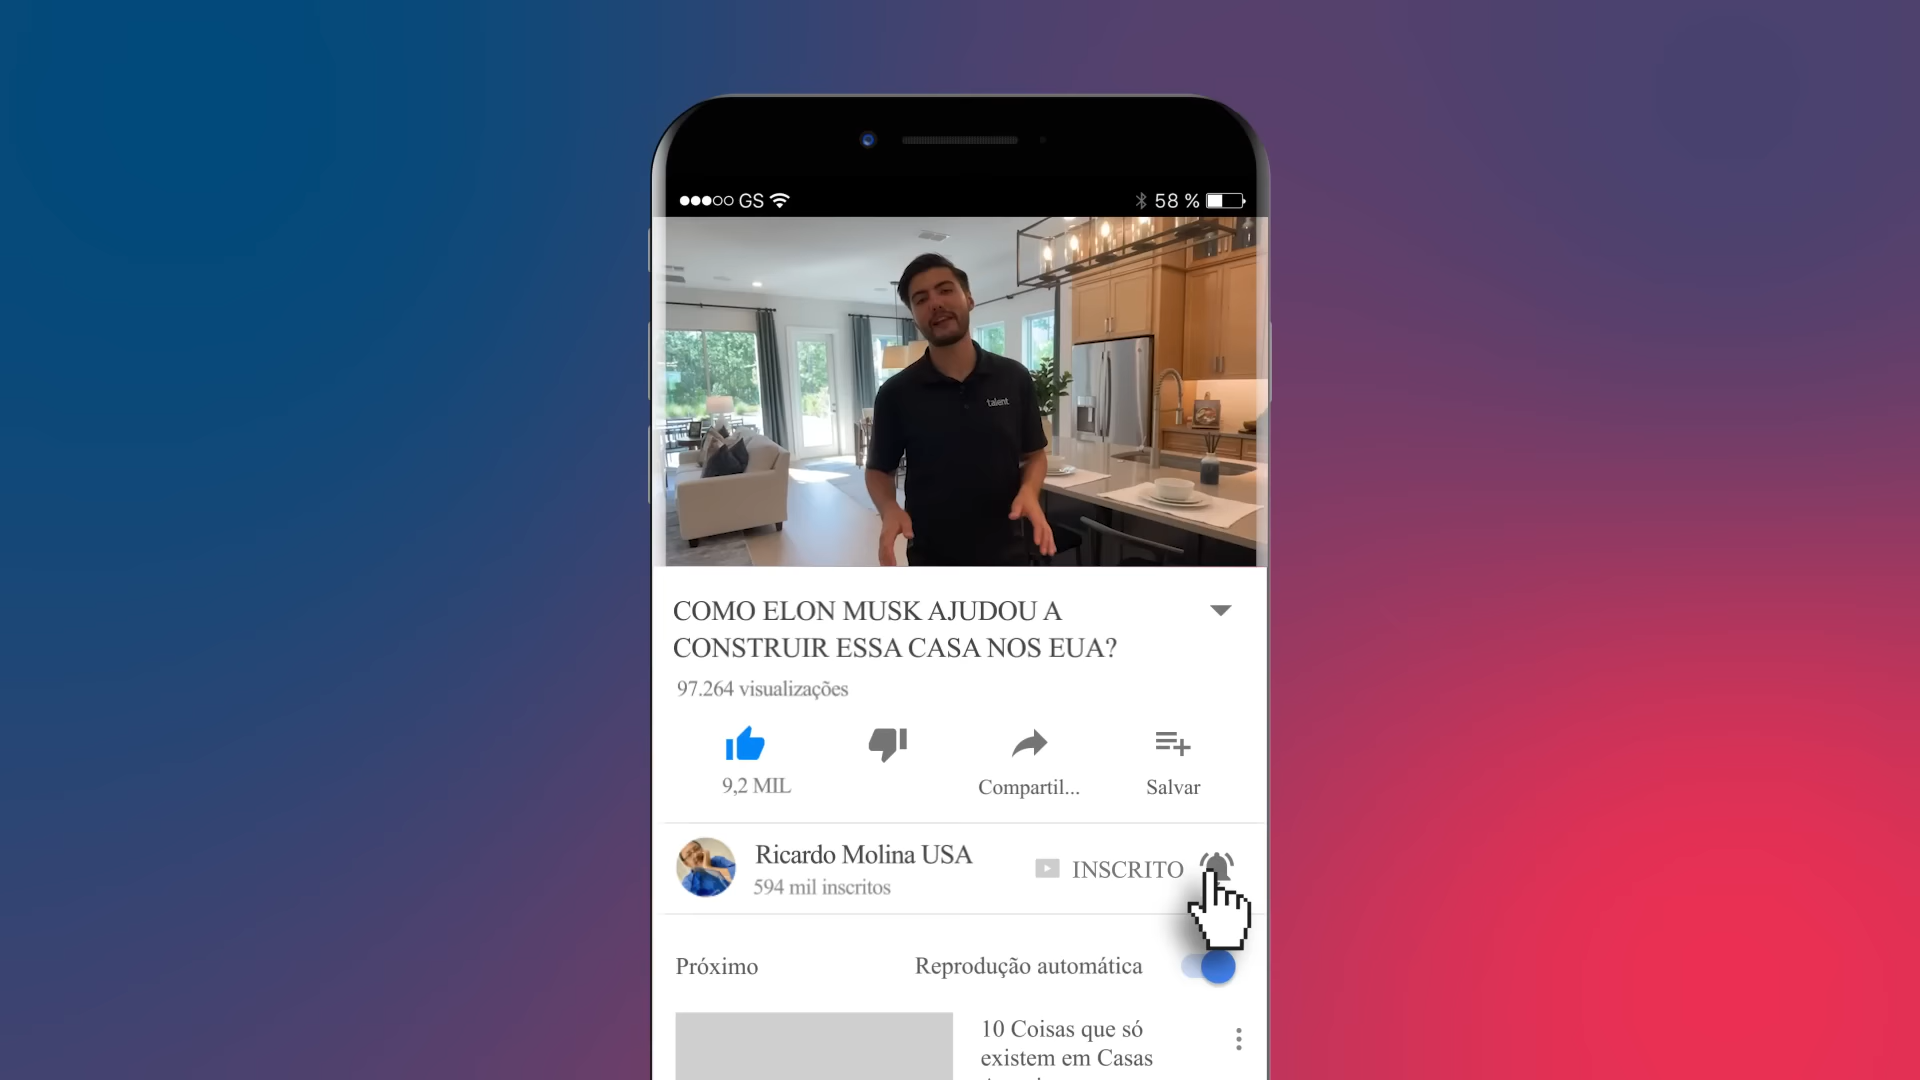 GS
58 %
talent
COMO ELON MUSK AJUDOU A
CONSTRUIR ESSA CASA NOS EUA?
97.264 visualizações
9,2 MIL
Compartil...
Salvar
Ricardo Molina USA
594 mil inscritos
INSCRITO
Próximo
Reprodução automática
10 Coisas que só
existem em Casas